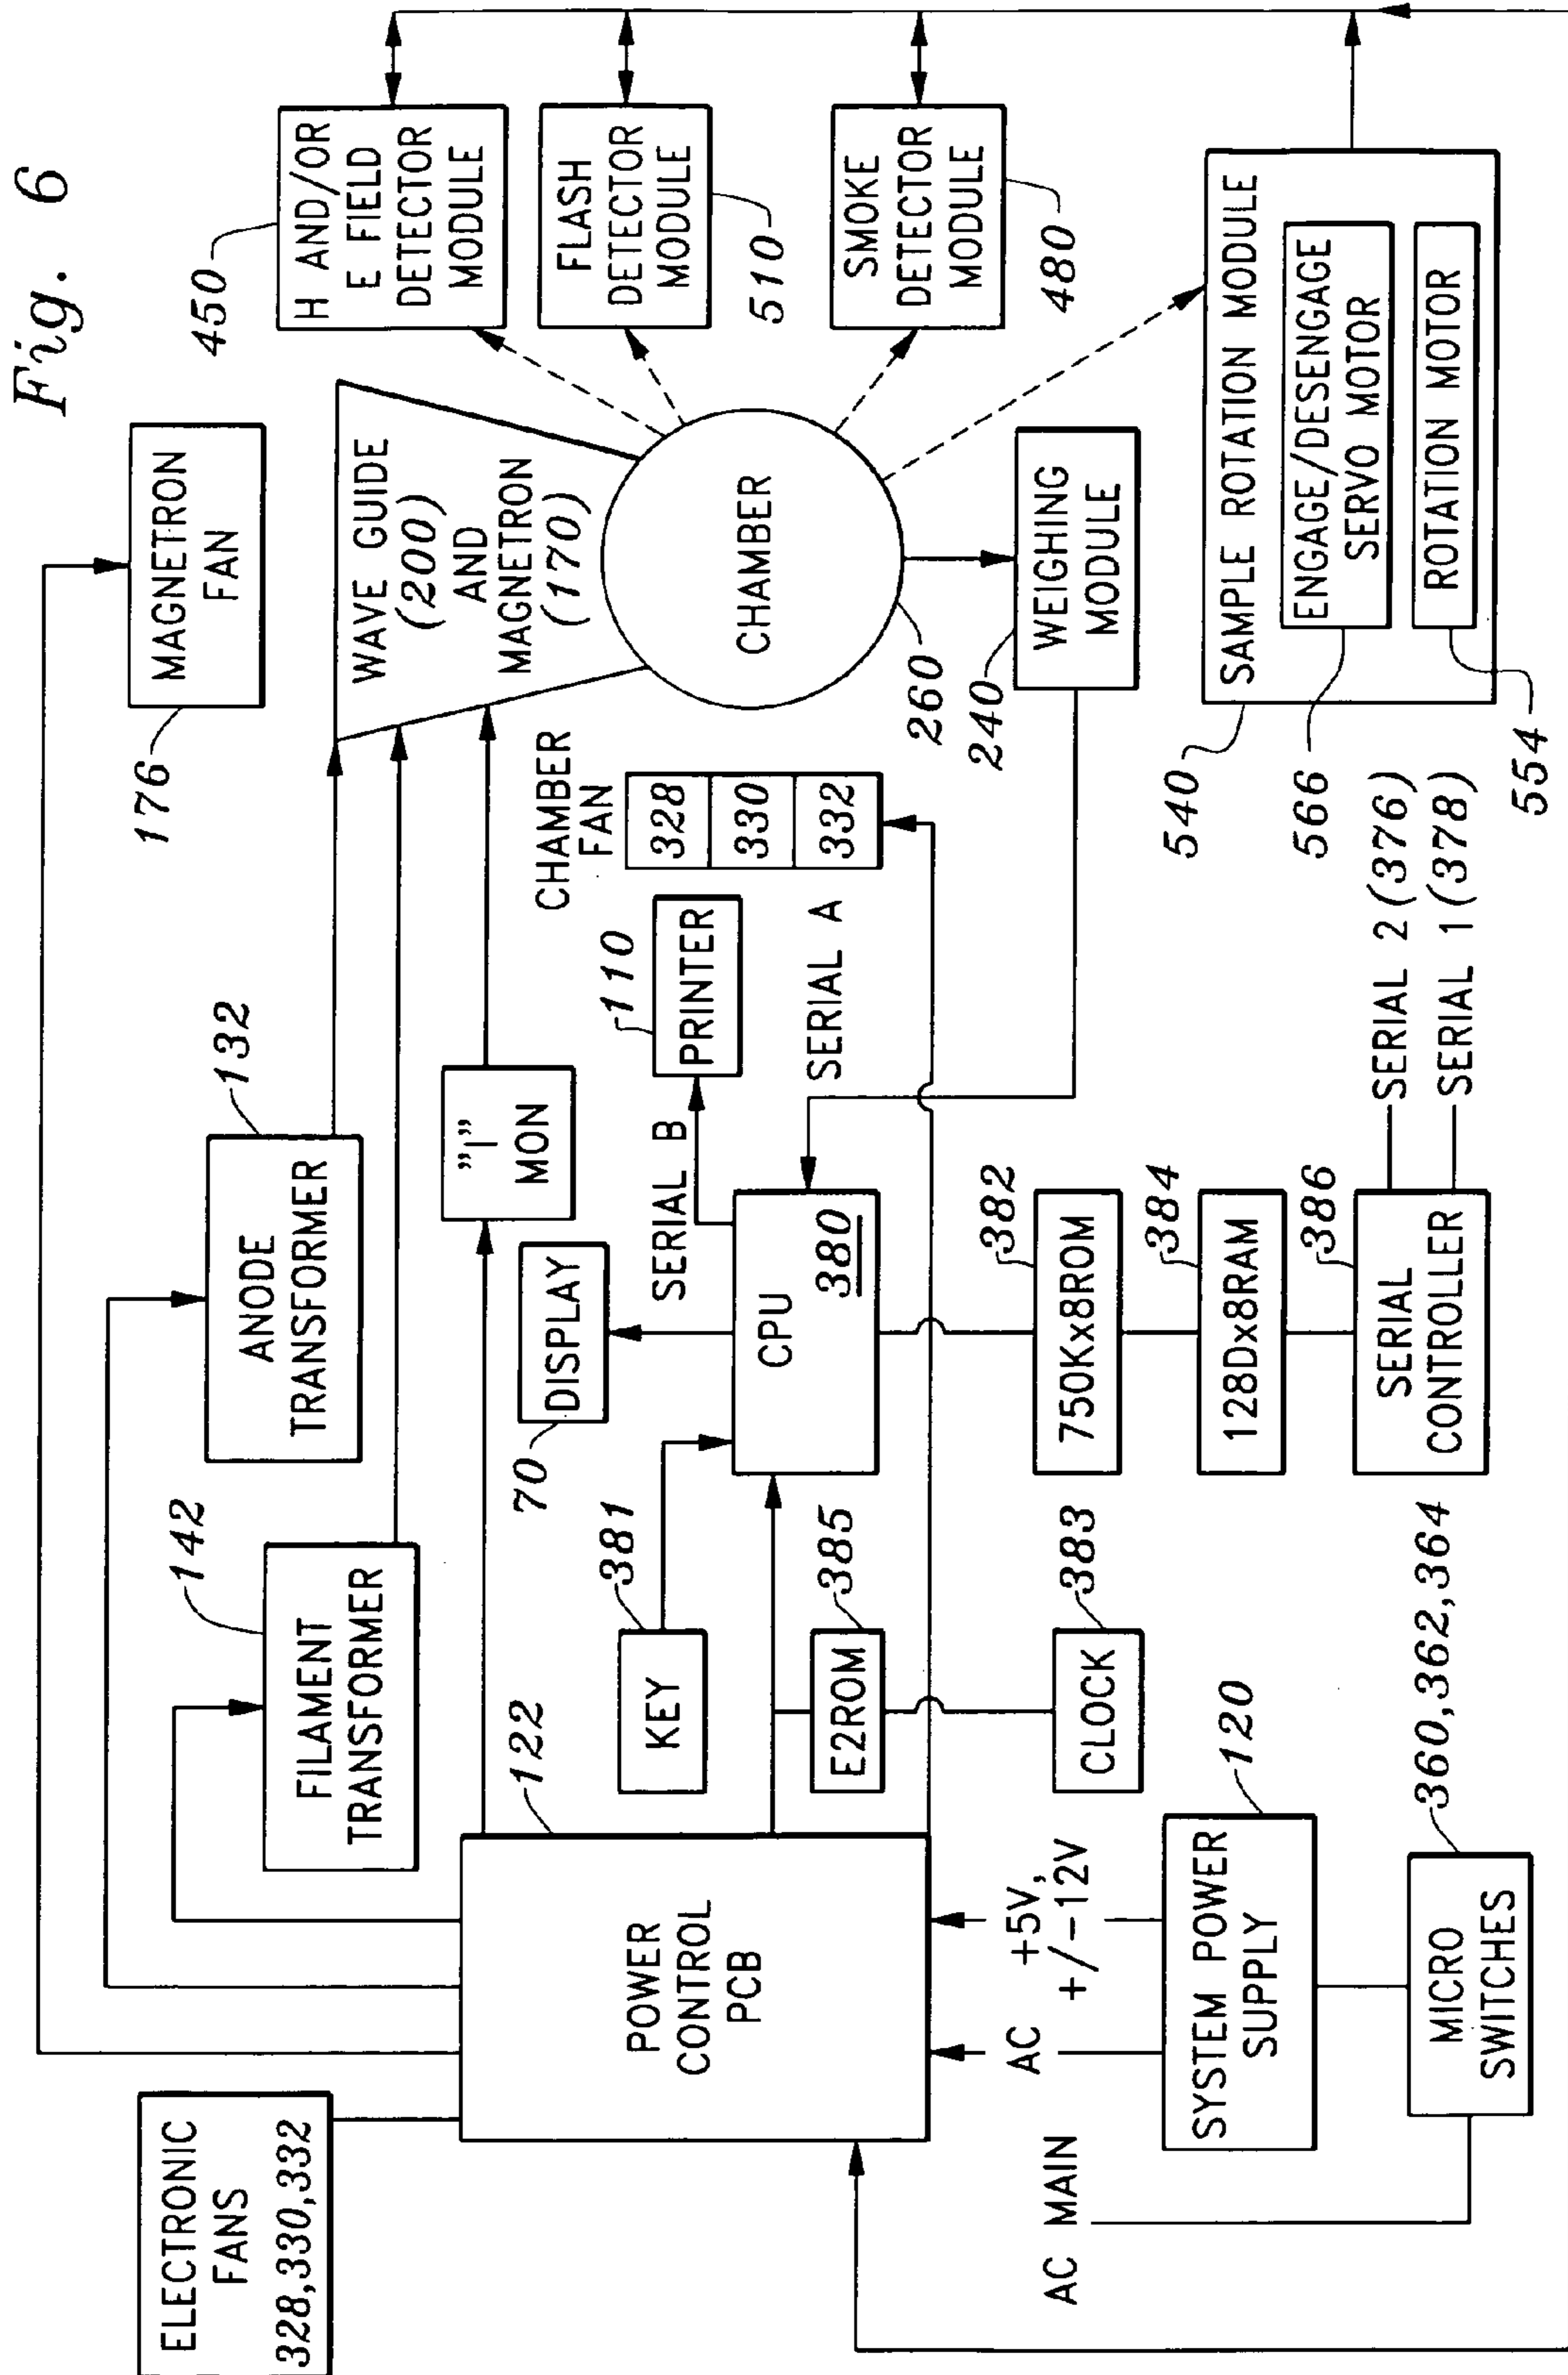 Fig. 6
ELECTRONIC
FANS
328,330,332
142
FILAMENT
TRANSFORMER
132
ANODE
TRANSFORMER
176
MAGNETRON
FAN
WAVE GUIDE
(200)
AND
MAGNETRON
(170)
450
H AND/OR
E FIELD
DETECTOR
MODULE
FLASH
DETECTOR
MODULE
510
SMOKE
DETECTOR
MODULE
480
POWER
CONTROL
PCB
122
"I"
MON
CHAMBER
FAN
328
330
332
CHAMBER
260
240
WEIGHING
MODULE
70
DISPLAY
SERIAL B
110
PRINTER
SERIAL A
KEY
381
CPU
380
E2ROM
385
CLOCK
383
750Kx8ROM
382
128Dx8RAM
384
SERIAL
CONTROLLER
386
SERIAL 2 (376)
SERIAL 1 (378)
SAMPLE ROTATION MODULE
ENGAGE/DESENGAGE
SERVO MOTOR
ROTATION MOTOR
540
566
554
AC
+5V,
+/-12V
AC MAIN
SYSTEM POWER
SUPPLY
120
MICRO
SWITCHES
360,362,364